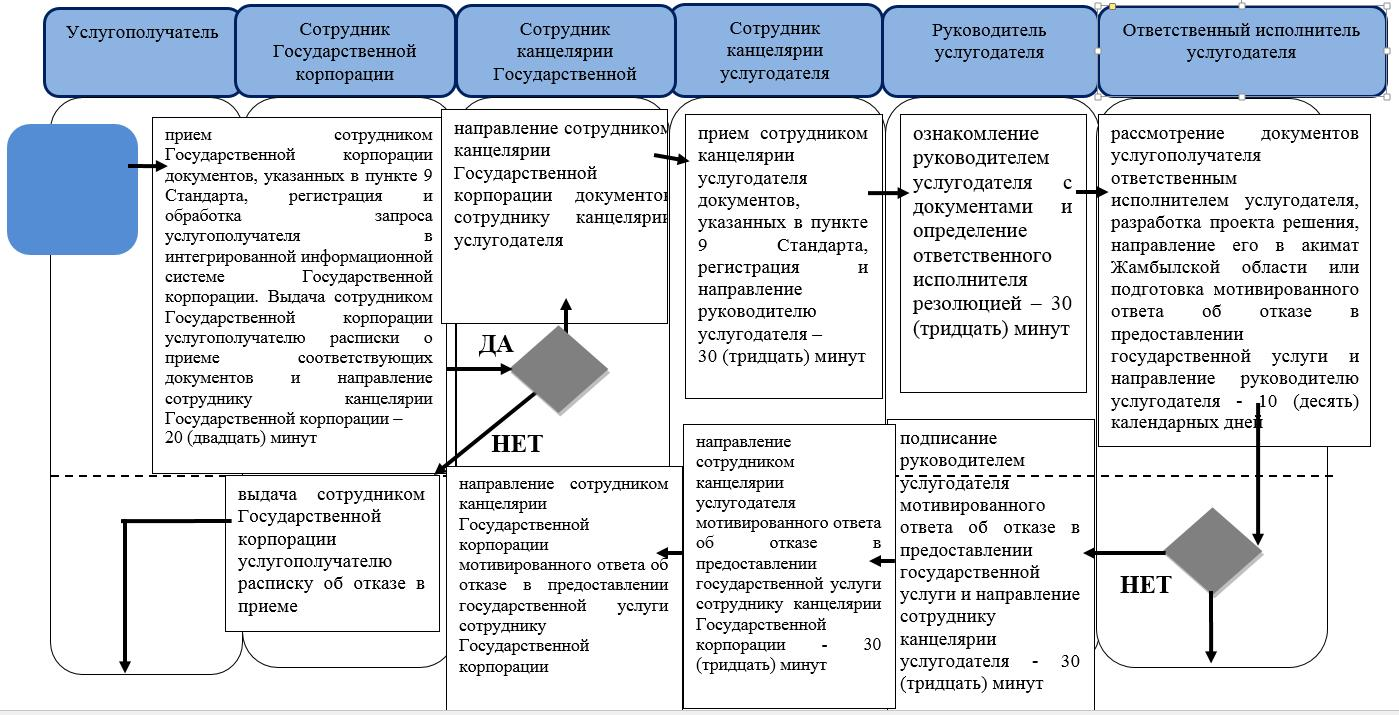 Услугополучатель
Сотрудник
Государственной
корпорации
Сотрудник
канцелярии
Государственной
Сотрудник
канцелярии
услугодателя
Руководитель
услугодателя
Ответственный исполнитель
услугодателя
прием сотрудником
Государственной корпорации
документов, указанных в пункте 9
Стандарта, регистрация и
обработка запроса
услугополучателя в
интегрированной информационной
системе Государственной
корпорации. Выдача сотрудником
Государственной корпорации
услугополучателю расписки о
приеме соответствующих
документов и направление
сотруднику канцелярии
Государственной корпорации –
20 (двадцать) минут
направление сотрудником
канцелярии
Государственной
корпорации документов
сотруднику канцелярии
услугодателя
прием сотрудником
канцелярии
услугодателя
документов,
указанных в пункте
9 Стандарта,
регистрация и
направление
руководителю
услугодателя –
30 (тридцать) минут
ознакомление
руководителем
услугодателя с
документами и
определение
ответственного
исполнителя
резолюцией – 30
(тридцать) минут
рассмотрение документов
услугополучателя
ответственным
исполнителем услугодателя,
разработка проекта решения,
направление его в акимат
Жамбылской области или
подготовка мотивированного
ответа об отказе в
предоставлении
государственной услуги и
направление руководителю
услугодателя - 10 (десять)
календарных дней
ДА
НЕТ
выдача сотрудником
Государственной
корпорации
услугополучателю
расписку об отказе в
приеме
направление сотрудником
канцелярии
Государственной
корпорации
мотивированного ответа об
отказе в предоставлении
государственной услуги
сотруднику
Государственной
корпорации
направление
сотрудником
канцелярии
услугодателя
мотивированного ответа
об отказе в
предоставлении
государственной услуги
сотруднику канцелярии
Государственной
корпорации - 30
(тридцать) минут
подписание
руководителем
услугодателя
мотивированного
ответа об отказе в
предоставлении
государственной
услуги и направление
сотруднику
канцелярии
услугодателя - 30
(тридцать) минут
НЕТ